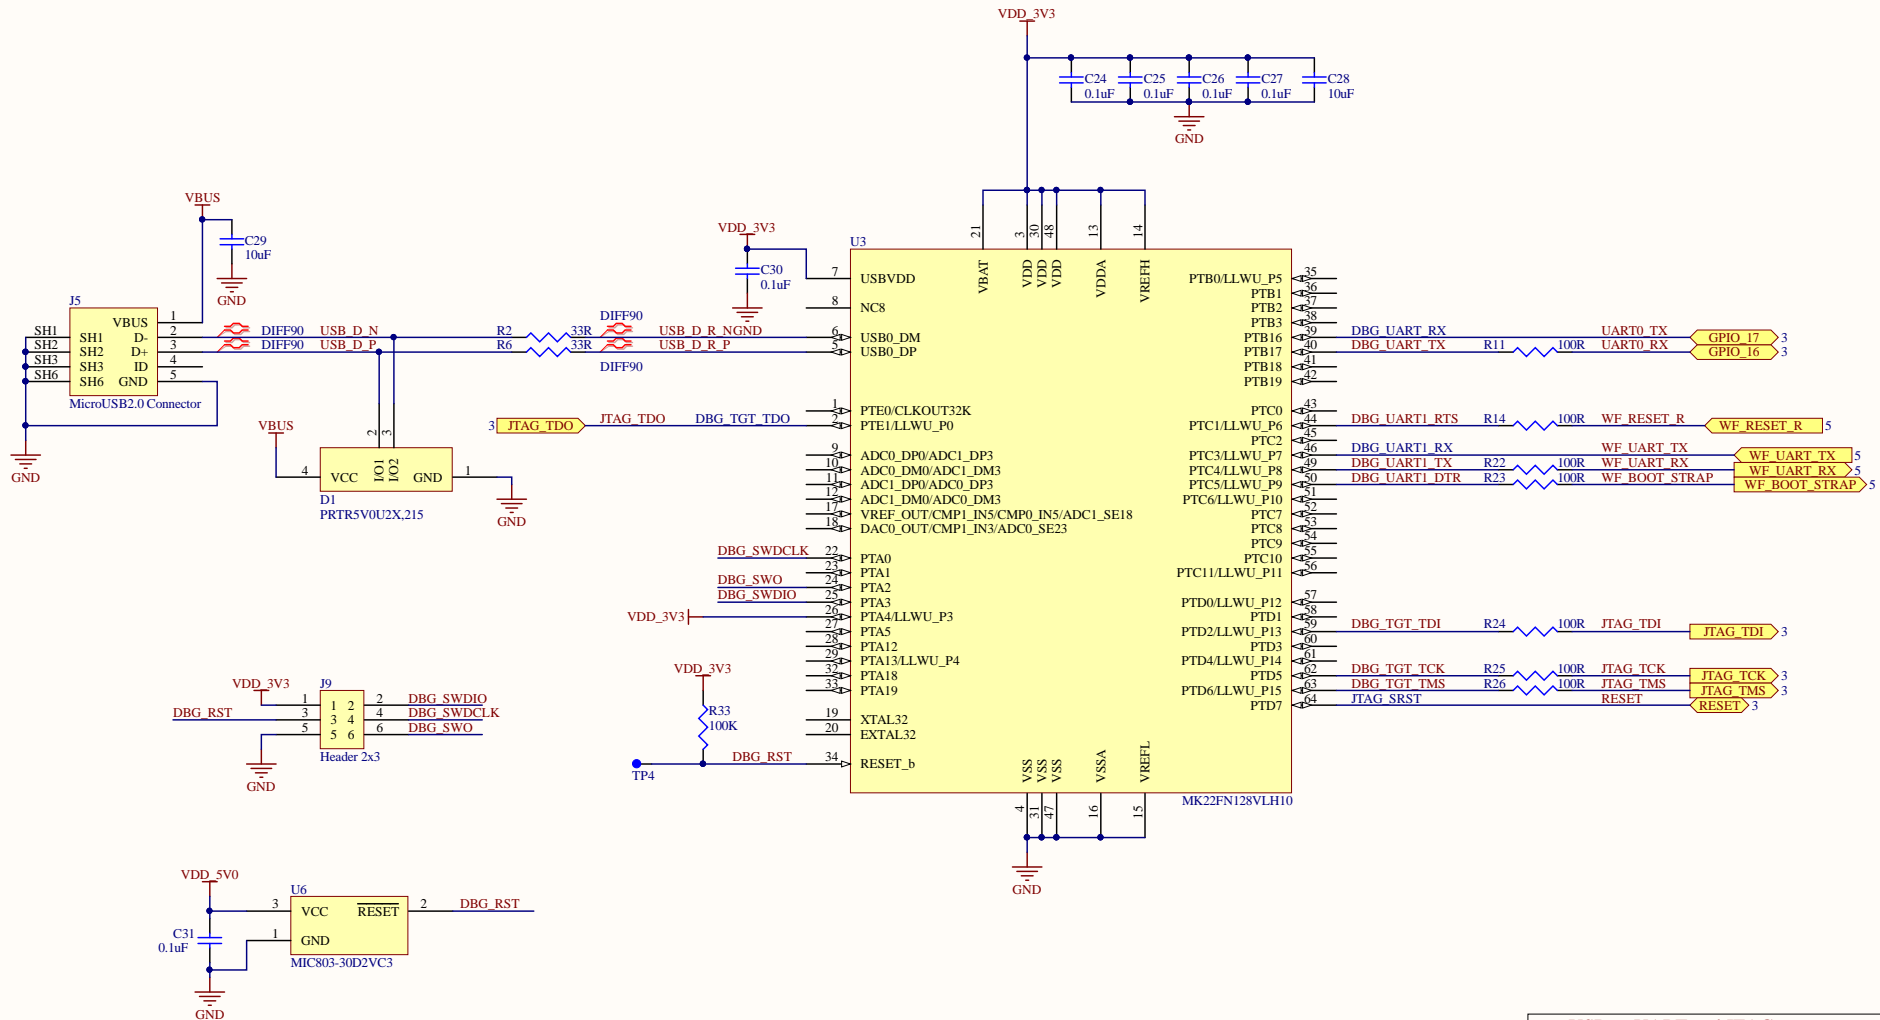 VDD_3V3
C24
0.1uF
C25
0.1uF
C26
0.1uF
C27
0.1uF
C28
10uF
GND
VBUS
C29
10uF
GND
J5
VBUS 1
SH1 SH1 D- 2
SH2 SH2 D+ 3
SH3 SH3 ID 4
SH6 SH6 GND 5
MicroUSB2.0 Connector
GND
DIFF90 USB_D_N
DIFF90 USB_D_P
R2 33R
R6 33R
DIFF90
USB_D_R_N
USB_D_R_P
DIFF90
VDD_3V3
C30
0.1uF
GND
VBUS
4 VCC I/O1 I/O2 GND 1
2 3
D1
PRTR5V0U2X,215
GND
3 JTAG_TDO JTAG_TDO DBG_TGT_TDO
U3
21 3 30 48 13 14
VBAT VDD VDD VDD VDDA VREFH
7 USBVDD
8 NC8
6 USB0_DM
5 USB0_DP
1 PTE0/CLKOUT32K
2 PTE1/LLWU_P0
9 ADC0_DP0/ADC1_DP3
10 ADC0_DM0/ADC1_DM3
11 ADC1_DP0/ADC0_DP3
12 ADC1_DM0/ADC0_DM3
17 VREF_OUT/CMP1_IN5/CMP0_IN5/ADC1_SE18
18 DAC0_OUT/CMP1_IN3/ADC0_SE23
DBG_SWDCLK 22 PTA0
23 PTA1
DBG_SWO 24 PTA2
DBG_SWDIO 25 PTA3
VDD_3V3 26 PTA4/LLWU_P3
27 PTA5
28 PTA12
29 PTA13/LLWU_P4
32 PTA18
33 PTA19
19 XTAL32
20 EXTAL32
VDD_3V3
R33
100K
TP4
DBG_RST 34 RESET_b
VSS VSS VSS VSSA VREFL
4 31 47 16 15
MK22FN128VLH10
GND
PTB0/LLWU_P5 35
PTB1 36
PTB2 37
PTB3 38
PTB16 39 DBG_UART_RX UART0_TX GPIO_17 3
PTB17 40 DBG_UART_TX R11 100R UART0_RX GPIO_16 3
PTB18 41
PTB19 42
PTC0 43
PTC1/LLWU_P6 44 DBG_UART1_RTS R14 100R WF_RESET_R WF_RESET_R 5
PTC2 45
PTC3/LLWU_P7 46 DBG_UART1_RX WF_UART_TX WF_UART_TX 5
PTC4/LLWU_P8 49 DBG_UART1_TX R22 100R WF_UART_RX WF_UART_RX 5
PTC5/LLWU_P9 50 DBG_UART1_DTR R23 100R WF_BOOT_STRAP WF_BOOT_STRAP 5
PTC6/LLWU_P10 51
PTC7 52
PTC8 53
PTC9 54
PTC10 55
PTC11/LLWU_P11 56
PTD0/LLWU_P12 57
PTD1 58
PTD2/LLWU_P13 59 DBG_TGT_TDI R24 100R JTAG_TDI JTAG_TDI 3
PTD3 60
PTD4/LLWU_P14 61
PTD5 62 DBG_TGT_TCK R25 100R JTAG_TCK JTAG_TCK 3
PTD6/LLWU_P15 63 DBG_TGT_TMS R26 100R JTAG_TMS JTAG_TMS 3
PTD7 64 JTAG_SRST RESET RESET 3
VDD_3V3
J9
1 1 2 2 DBG_SWDIO
DBG_RST 3 3 4 4 DBG_SWDCLK
5 5 6 6 DBG_SWO
Header 2x3
GND
VDD_5V0
U6
3 VCC RESET 2 DBG_RST
1 GND
C31
0.1uF
MIC803-30D2VC3
GND